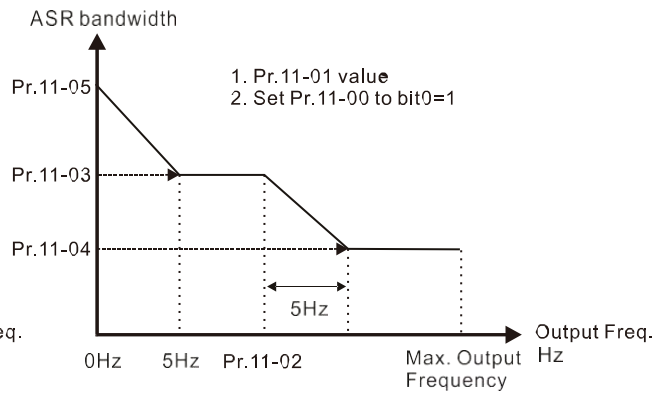 ASR bandwidth
Pr.11-05
1. Pr.11-01 value
2. Set Pr.11-00 to bit0=1
Pr.11-03
Pr.11-04
5Hz
eq.
Output Freq.
Hz
0Hz 5Hz Pr.11-02
Max. Output
Frequency